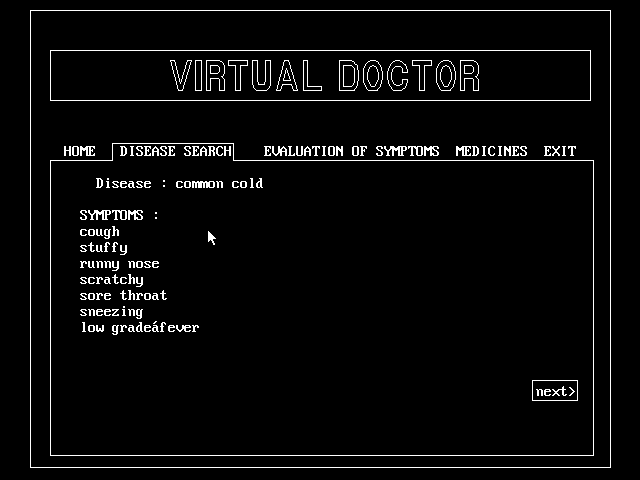 VIRTUAL DOCTOR
HOME DISEASE SEARCH EVALUATION OF SYMPTOMS MEDICINES EXIT
Disease : common cold
SYMPTOMS :
cough
stuffy
runny nose
scratchy
sore throat
sneezing
low gradeáfever
next>